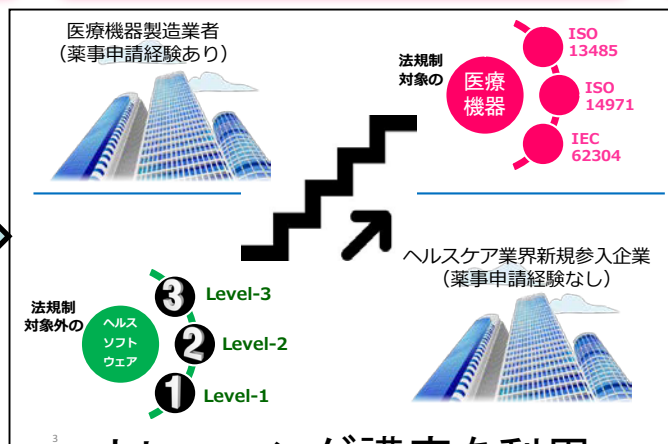 医療機器製造業者
（薬事申請経験あり）
法規制
対象の
医療
機器
ISO
13485
ISO
14971
IEC
62304
法規制
対象外の
ヘルス
ソフト
ウェア
3
Level-3
2
Level-2
1
Level-1
ヘルスケア業界新規参入企業
（薬事申請経験なし）
3